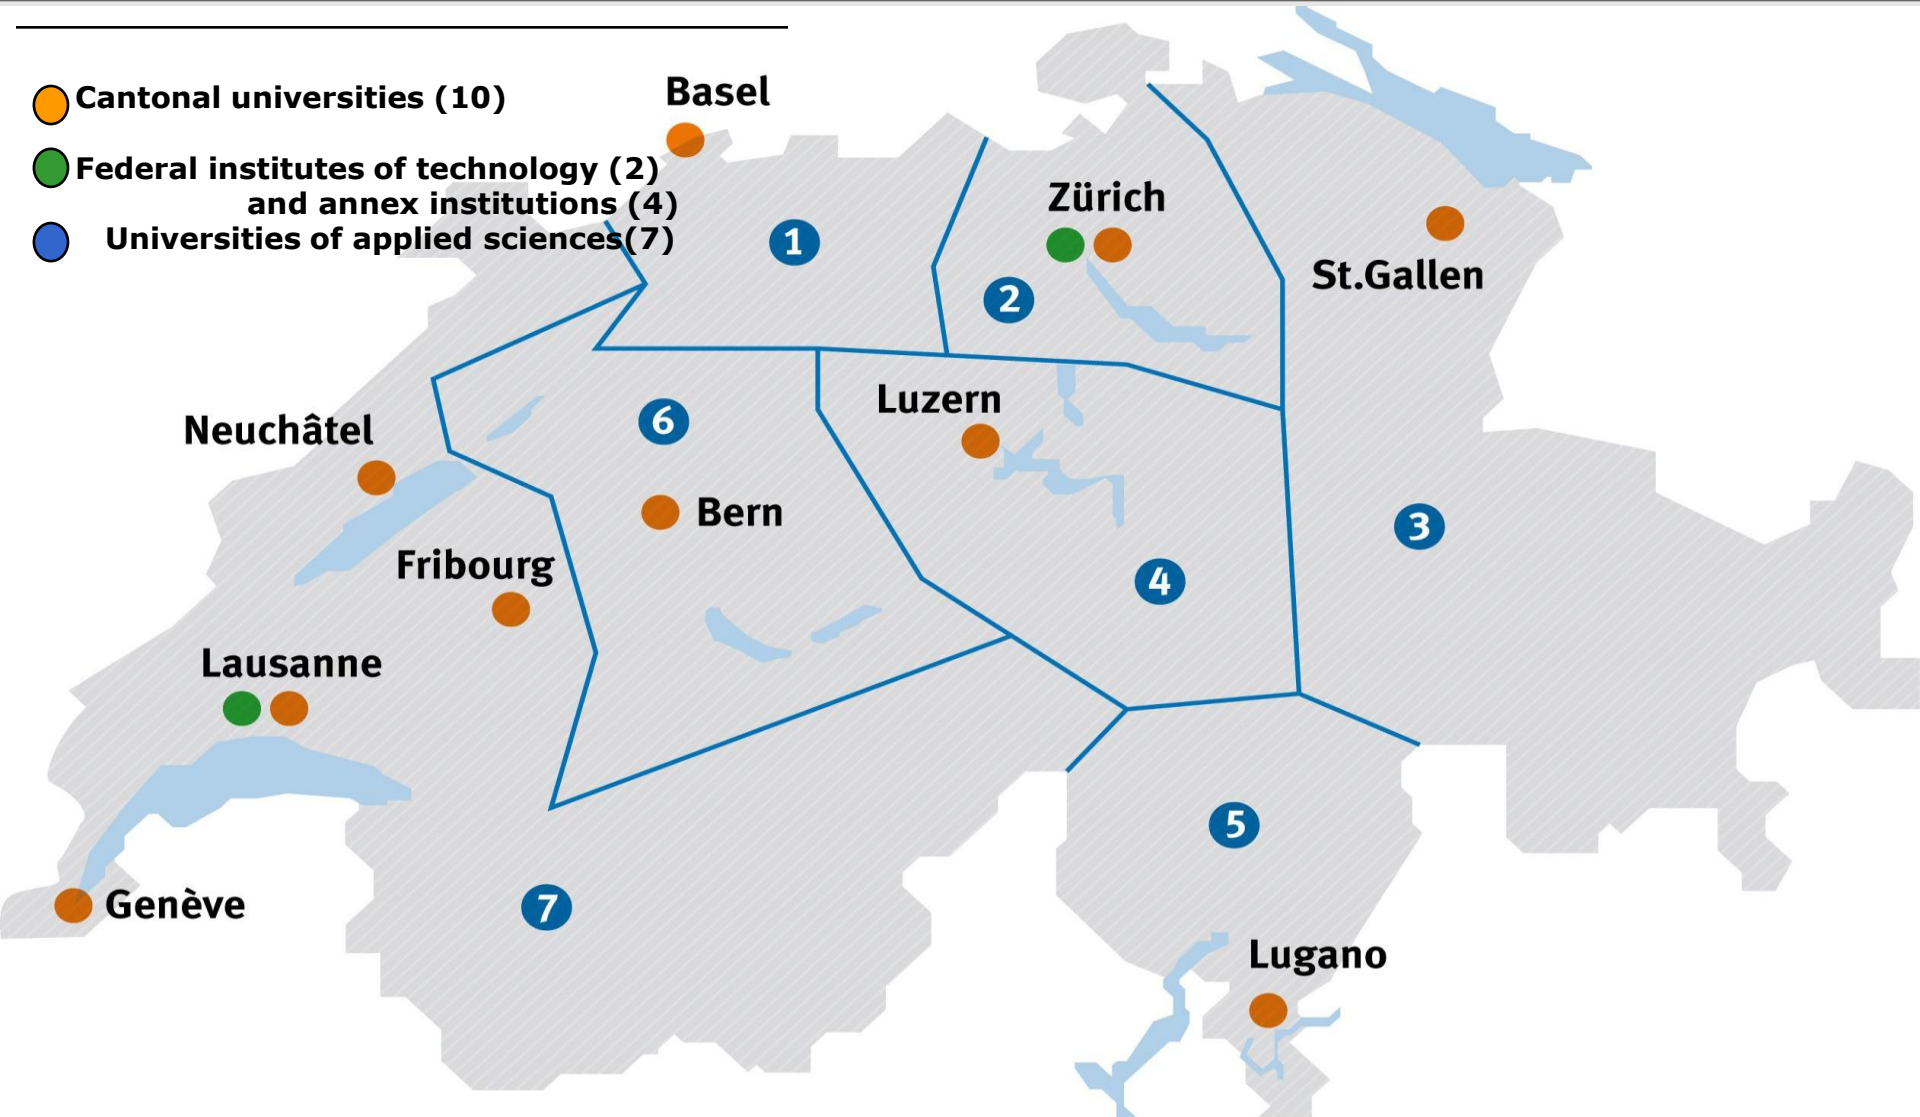 Cantonal universities (10)
Federal institutes of technology (2)
and annex institutions (4)
Universities of applied sciences(7)
Basel
1
Zürich
2
St.Gallen
Luzern
6
Neuchâtel
Bern
3
Fribourg
4
Lausanne
5
Genève
7
Lugano